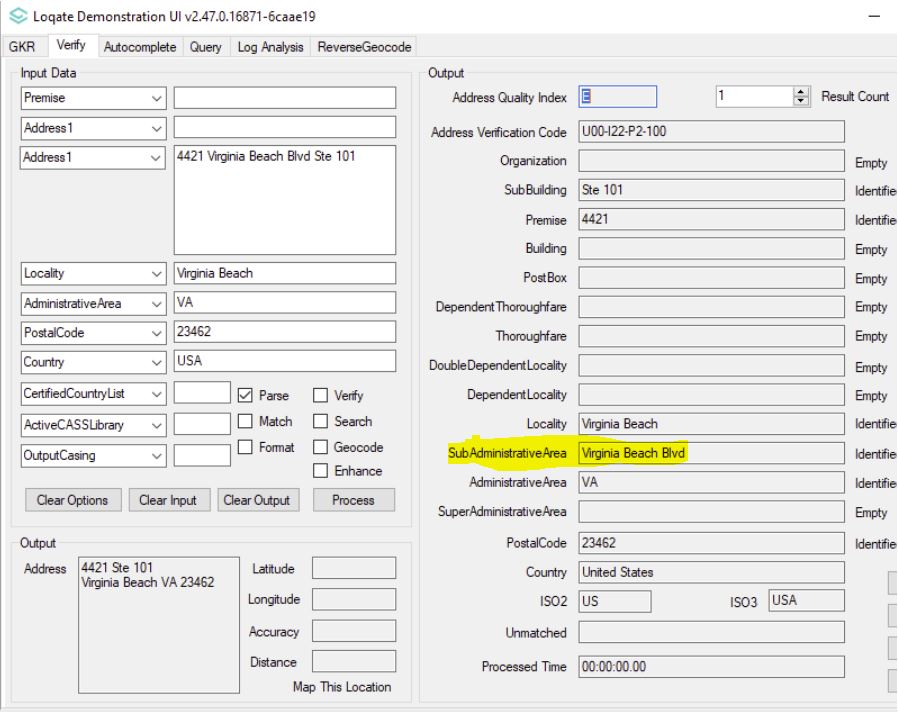 Loqate Demonstration UI v2.47.0.16871-6caae19
GKR Verify Autocomplete Query Log Analysis ReverseGeocode
Input Data
Premise
Address1
Address1 4421 Virginia Beach Blvd Ste 101
Locality Virginia Beach
AdministrativeArea VA
PostalCode 23462
Country USA
CertifiedCountryList Parse Verify
ActiveCASSLibrary Match Search
OutputCasing Format Geocode
Enhance
Clear Options Clear Input Clear Output Process
Output
Address 4421 Ste 101
Virginia Beach VA 23462
Latitude
Longitude
Accuracy
Distance
Map This Location
Output
Address Quality Index E 1 Result Count
Address Verification Code U00-I22-P2-100
Organization Empty
SubBuilding Ste 101 Identifie
Premise 4421 Identifie
Building Empty
PostBox Empty
DependentThoroughfare Empty
Thoroughfare Empty
DoubleDependentLocality Empty
DependentLocality Empty
Locality Virginia Beach Identifie
SubAdministrativeArea Virginia Beach Blvd Identifie
AdministrativeArea VA Identifie
SuperAdministrativeArea Empty
PostalCode 23462 Identifie
Country United States
ISO2 US ISO3 USA
Unmatched
Processed Time 00:00:00.00